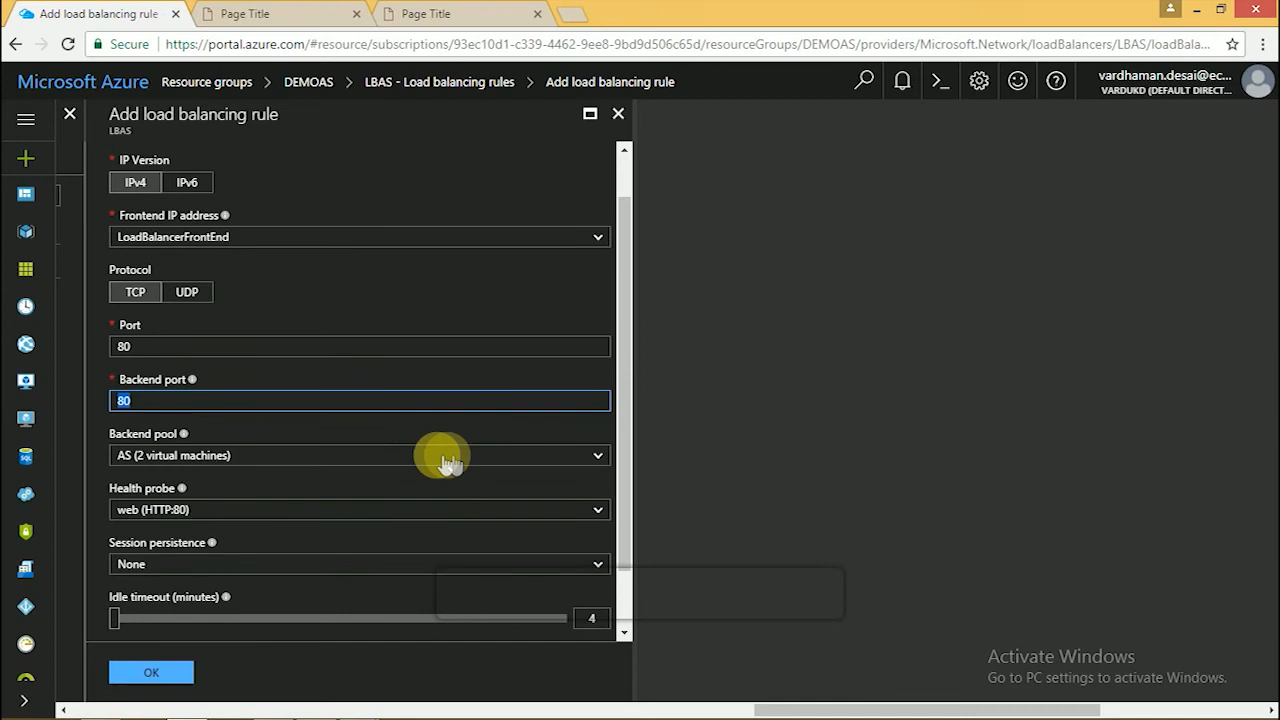 Add load balancing rule
Page Title
Page Title
Secure
https://portal.azure.com/#resource/subscriptions/93ec10d1-c339-4462-9ee8-9bd9d506c65d/resourceGroups/DEMOAS/providers/Microsoft.Network/loadBalancers/LBAS/loadBala...
Microsoft Azure
Resource groups > DEMOAS > LBAS - Load balancing rules > Add load balancing rule
vardhaman.desai@ec...
VARDUKD (DEFAULT DIRECT...
Add load balancing rule
LBAS
* IP Version
IPv4 IPv6
* Frontend IP address
LoadBalancerFrontEnd
Protocol
TCP UDP
* Port
80
* Backend port
80
Backend pool
AS (2 virtual machines)
Health probe
web (HTTP:80)
Session persistence
None
Idle timeout (minutes)
4
OK
Activate Windows
Go to PC settings to activate Windows.